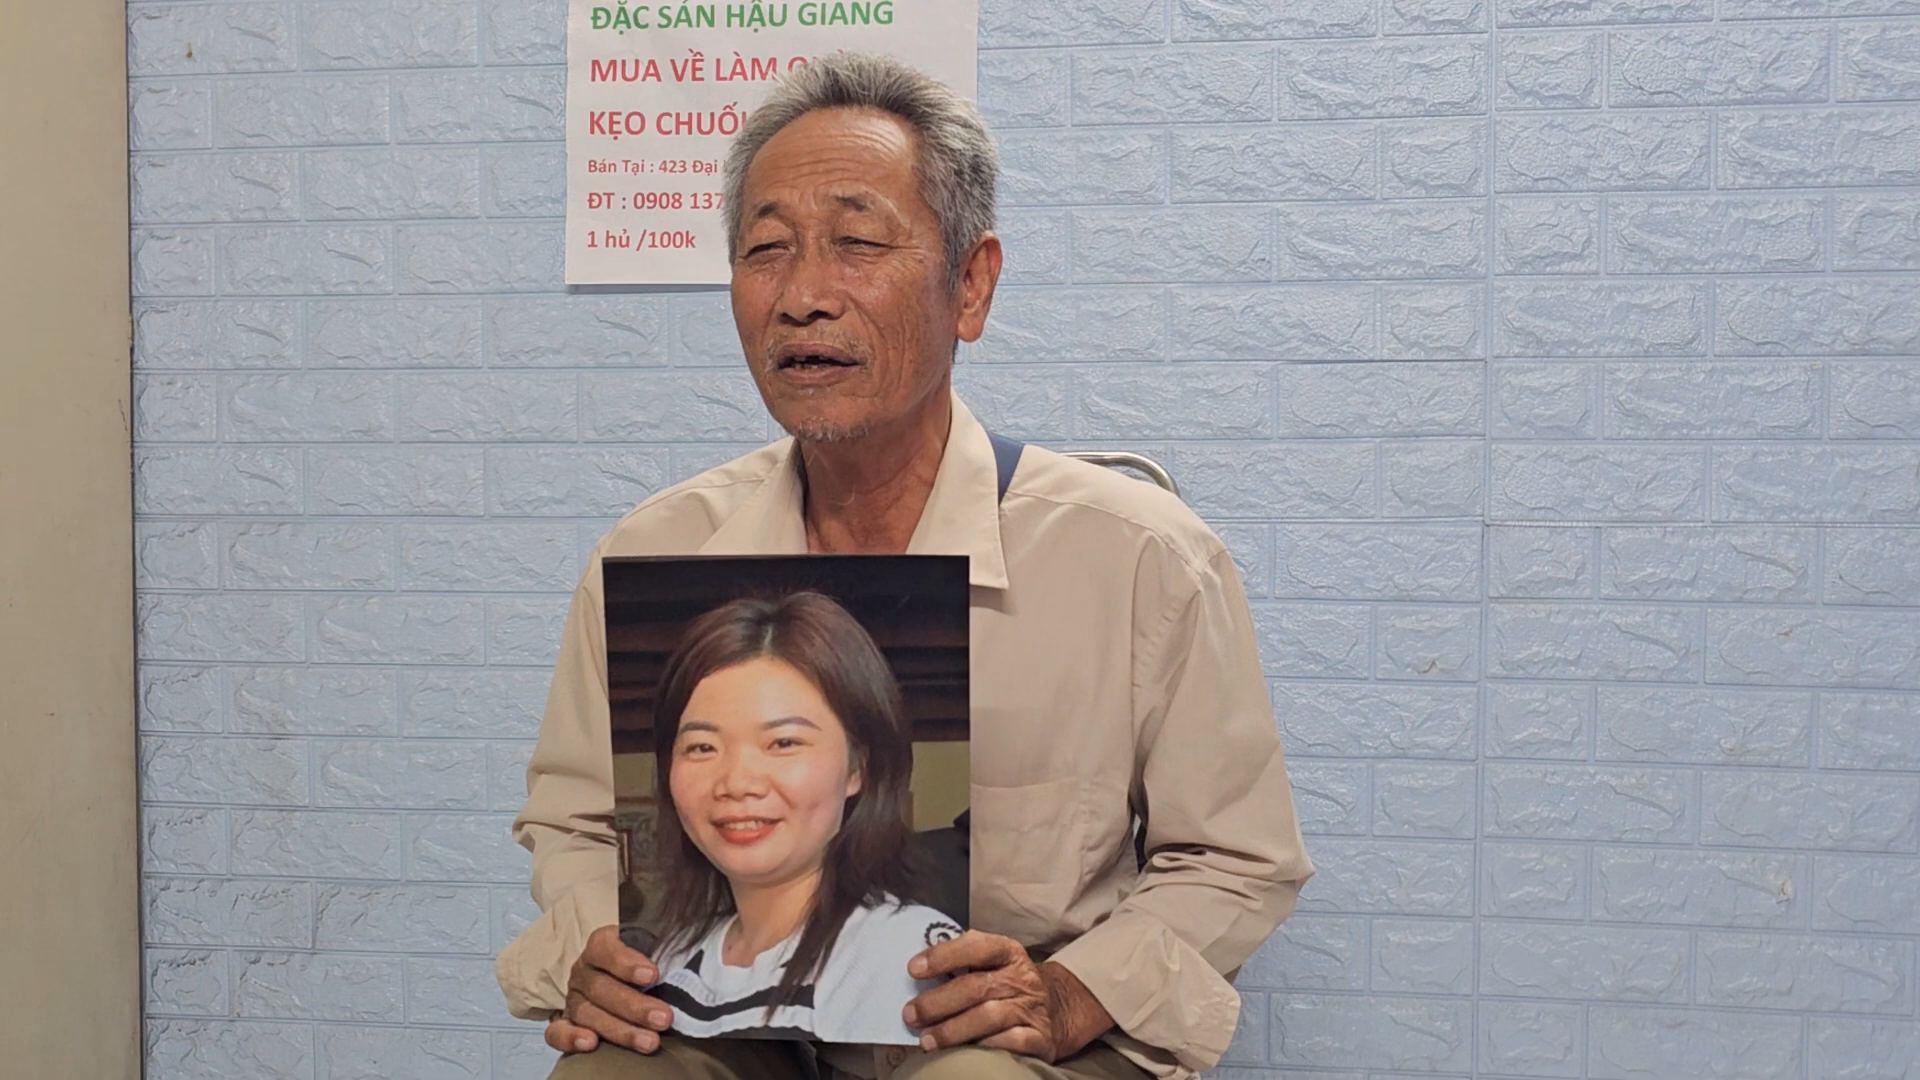 ĐẶC SẢN HẬU GIANG
MUA VỀ LÀM
KẸO CHUỐI
Bán Tại : 423 Đại
ĐT : 0908 137
1 hủ /100k